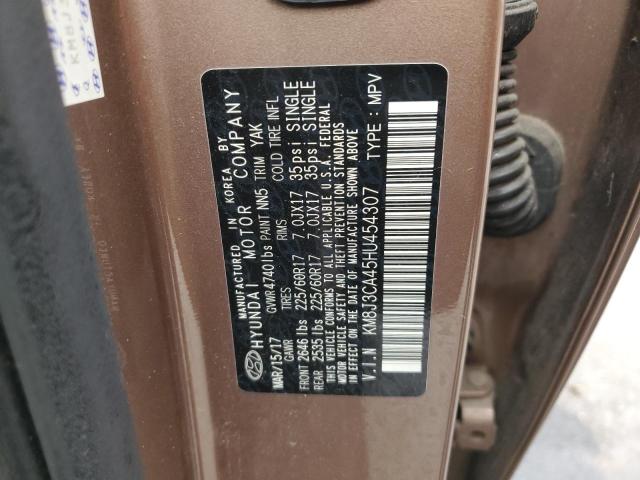 MANUFACTURED IN KOREA BY
HYUNDAI MOTOR COMPANY
MAR/15/17 GVWR 4740 lbs PAINT NN5 TRIM YAK
GAWR TIRES RIMS COLD TIRE INFL
FRONT 2646 lbs 225/60R17 7.0JX17 35psi SINGLE
REAR 2535 lbs 225/60R17 7.0JX17 35psi SINGLE
THIS VEHICLE CONFORMS TO ALL APPLICABLE U.S.A. FEDERAL
MOTOR VEHICLE SAFETY AND THEFT PREVENTION STANDARDS
IN EFFECT ON THE DATE OF MANUFACTURE SHOWN ABOVE.
V.I.N KM8J3CA45HU454307 TYPE : MPV
KM8J3